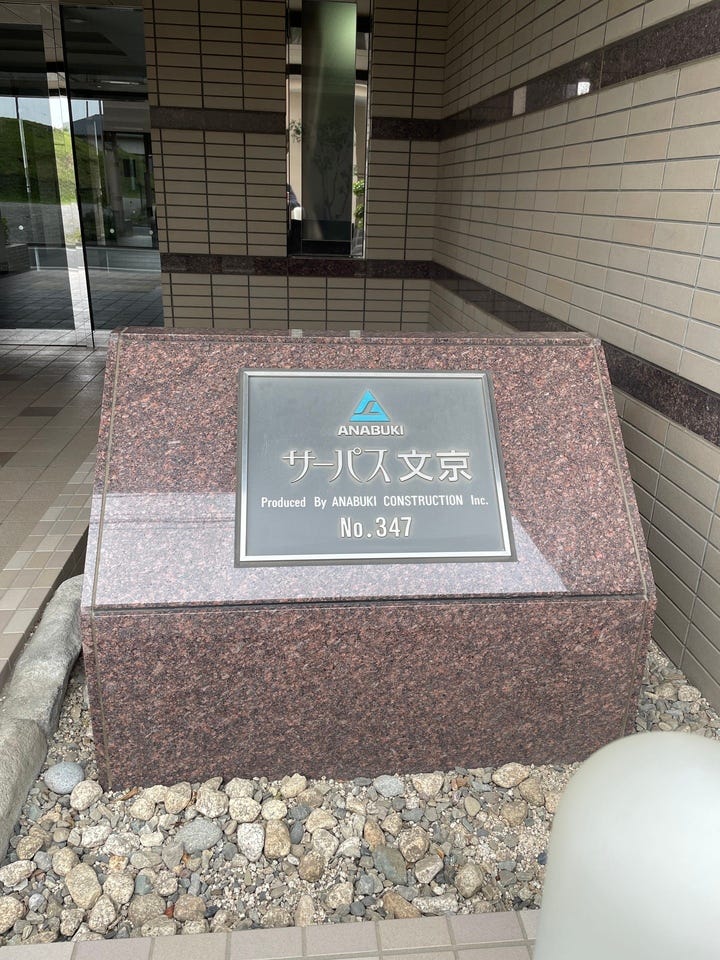 ANABUKI
サーパス文京
Produced By ANABUKI CONSTRUCTION Inc.
No.347